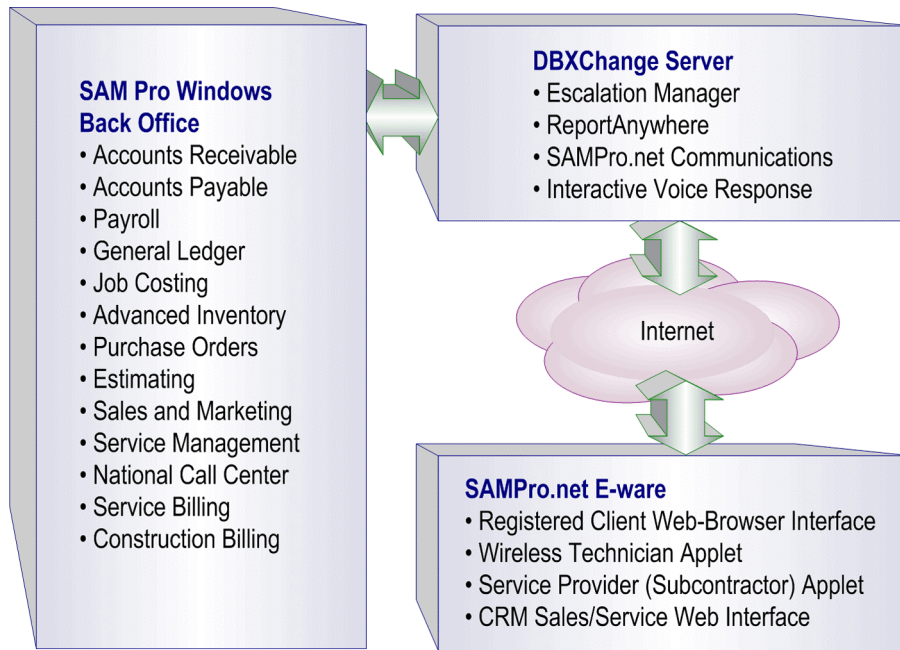 SAM Pro Windows
Back Office
• Accounts Receivable
• Accounts Payable
• Payroll
• General Ledger
• Job Costing
• Advanced Inventory
• Purchase Orders
• Estimating
• Sales and Marketing
• Service Management
• National Call Center
• Service Billing
• Construction Billing
DBXChange Server
• Escalation Manager
• ReportAnywhere
• SAMPro.net Communications
• Interactive Voice Response
Internet
SAMPro.net E-ware
• Registered Client Web-Browser Interface
• Wireless Technician Applet
• Service Provider (Subcontractor) Applet
• CRM Sales/Service Web Interface